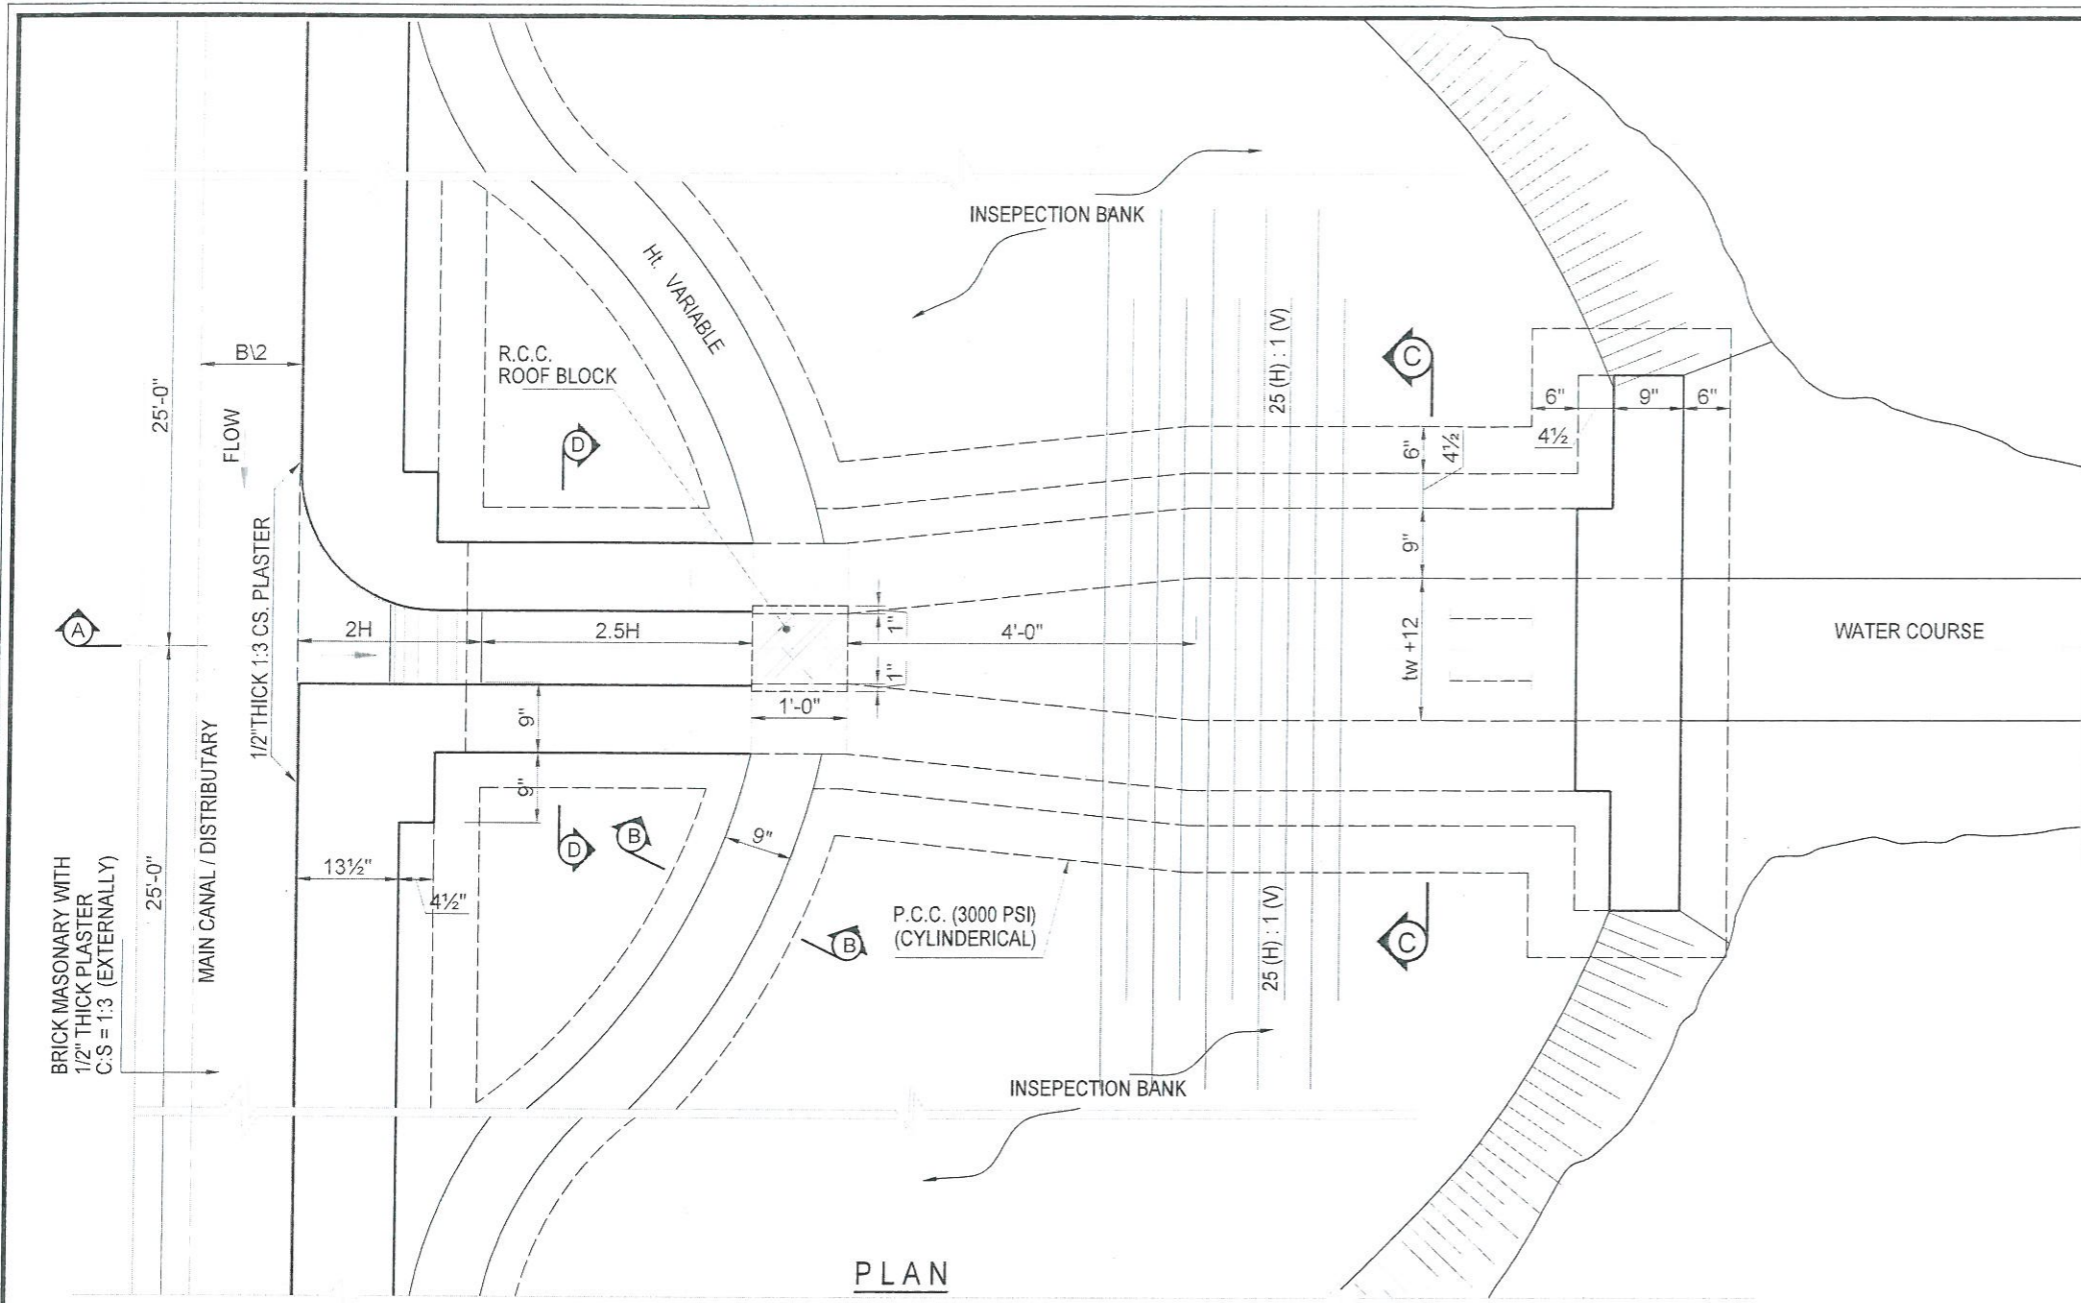 INSEPECTION BANK
Ht. VARIABLE
R.C.C.
ROOF BLOCK
B\2
25'-0"
FLOW
25 (H) : 1 (V)
C
D
6"
9"
6"
4½
6"
4½
9"
1/2"THICK 1:3 CS. PLASTER
A
2H
2.5H
1"
1"
4'-0"
tw +12
WATER COURSE
1'-0"
9"
9"
MAIN CANAL / DISTRIBUTARY
BRICK MASONARY WITH
1/2" THICK PLASTER
C:S = 1:3 (EXTERNALLY)
25'-0"
13½"
4½"
D
B
9"
B
P.C.C. (3000 PSI)
(CYLINDERICAL)
25 (H) : 1 (V)
C
INSEPECTION BANK
PLAN